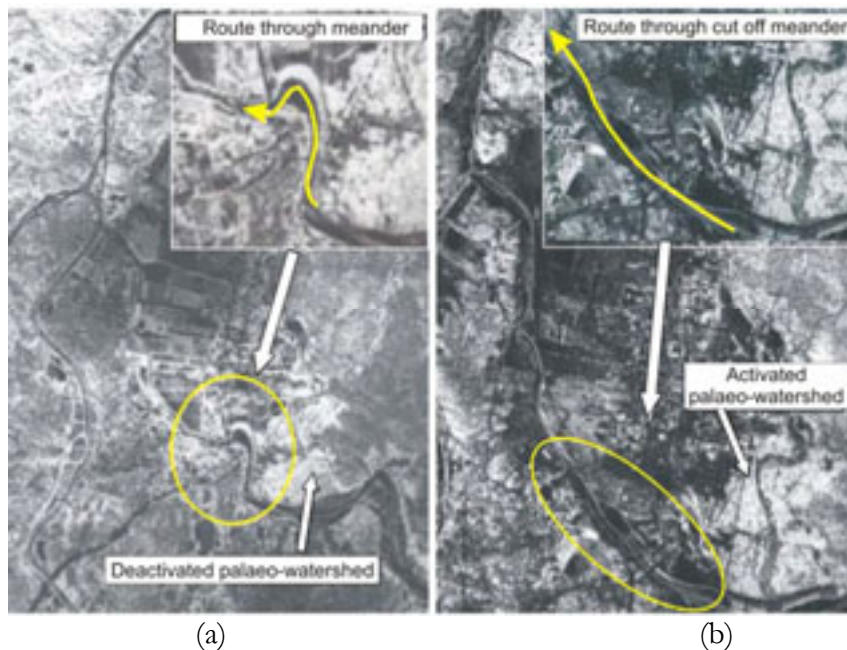 Route through meander
Deactivated palaeo-watershed
Route through cut off meander
Activated
palaeo-watershed
(a)
(b)